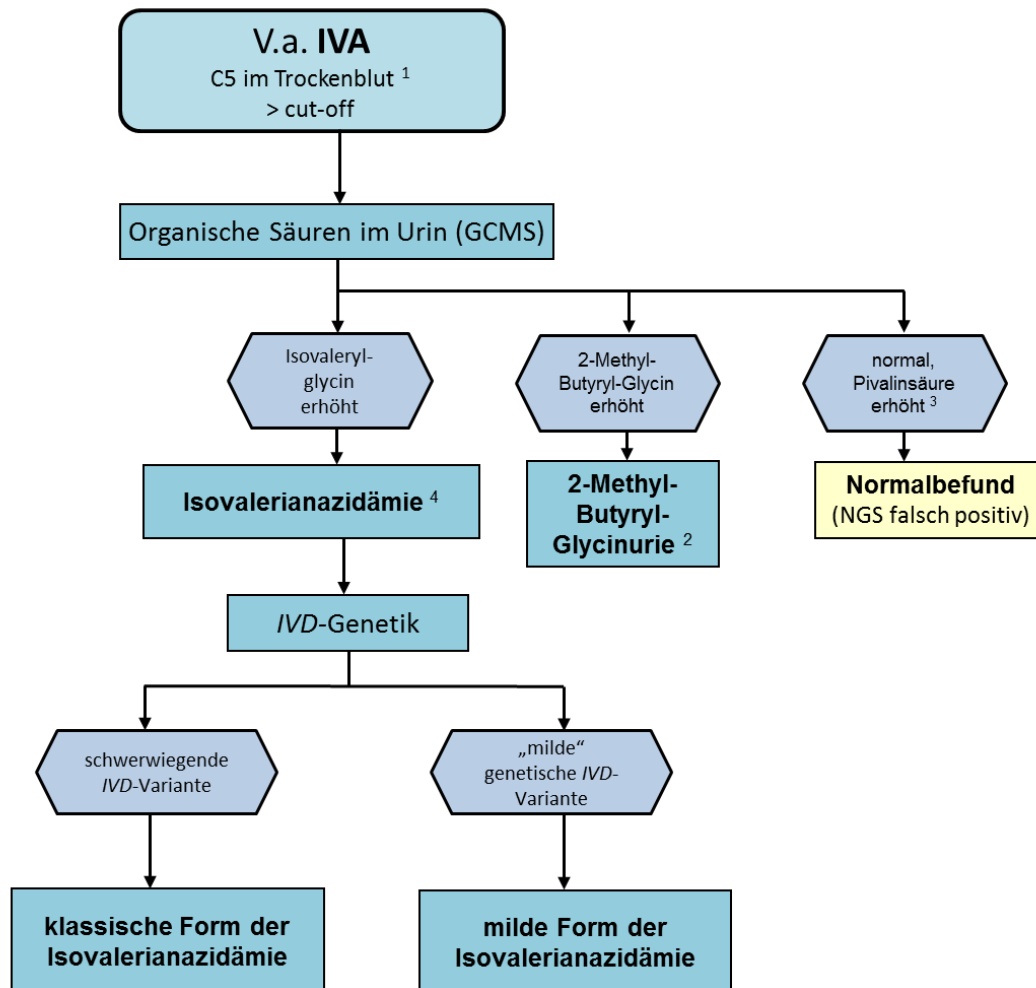 V.a. IVA
C5 im Trockenblut ¹
> cut-off
Organische Säuren im Urin (GCMS)
Isovaleryl-
glycin
erhöht
2-Methyl-
Butyryl-Glycin
erhöht
normal,
Pivalinsäure
erhöht ³
Isovalerianazidämie ⁴
2-Methyl-
Butyryl-
Glycinurie ²
Normalbefund
(NGS falsch positiv)
IVD-Genetik
schwerwiegende
IVD-Variante
„milde“
genetische IVD-
Variante
klassische Form der
Isovalerianazidämie
milde Form der
Isovalerianazidämie